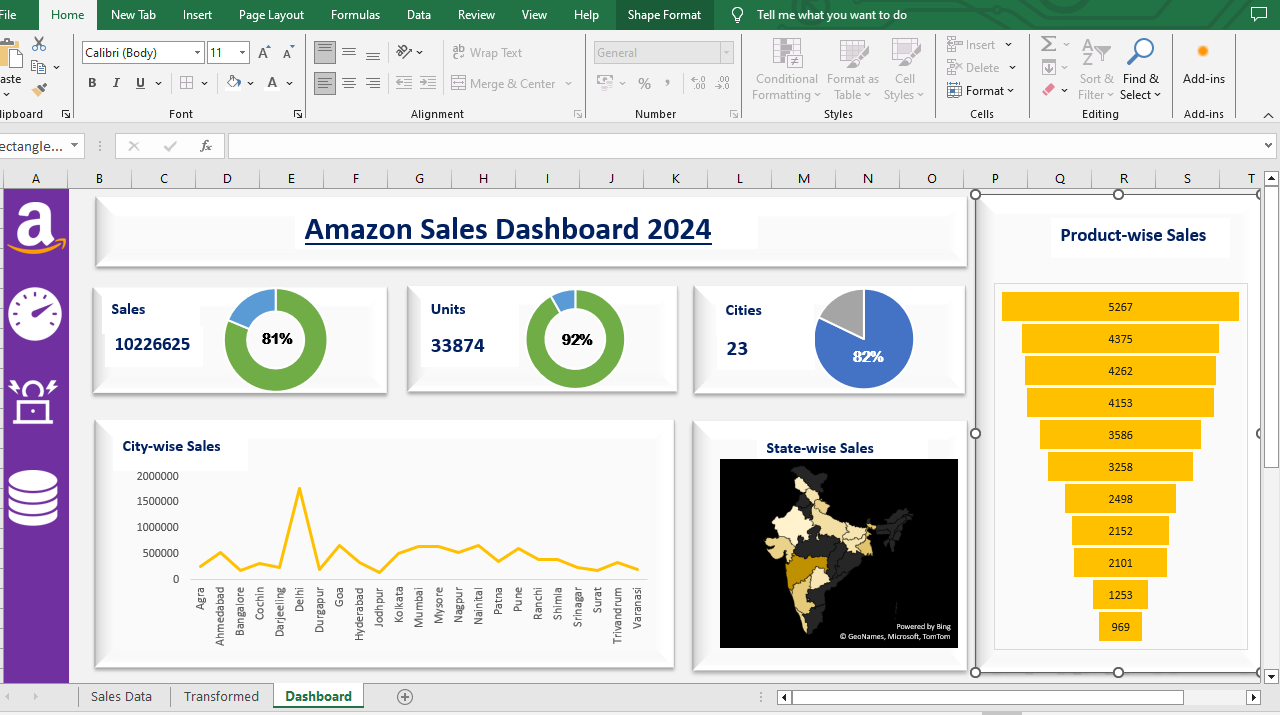 File Home New Tab Insert Page Layout Formulas Data Review View Help Shape Format Tell me what you want to do
aste
lipboard
Calibri (Body) 11
B I U A
Font
ab Wrap Text
Merge & Center
Alignment
General
%
Number
Conditional Formatting
Format as Table
Cell Styles
Styles
Insert
Delete
Format
Cells
Sort & Filter
Find & Select
Editing
Add-ins
Add-ins
ectangle... fx
A B C D E F G H I J K L M N O P Q R S T
a
Amazon Sales Dashboard 2024
Sales
10226625
81%
Units
33874
92%
Cities
23
82%
City-wise Sales
2000000
1500000
1000000
500000
0
Agra
Ahmedabad
Bangalore
Cochin
Darjeeling
Delhi
Durgapur
Goa
Hyderabad
Jodhpur
Kolkata
Mumbai
Mysore
Nagpur
Nainital
Patna
Pune
Ranchi
Shimla
Srinagar
Surat
Trivandrum
Varanasi
State-wise Sales
Powered by Bing
© GeoNames, Microsoft, TomTom
Product-wise Sales
5267
4375
4262
4153
3586
3258
2498
2152
2101
1253
969
Sales Data Transformed Dashboard